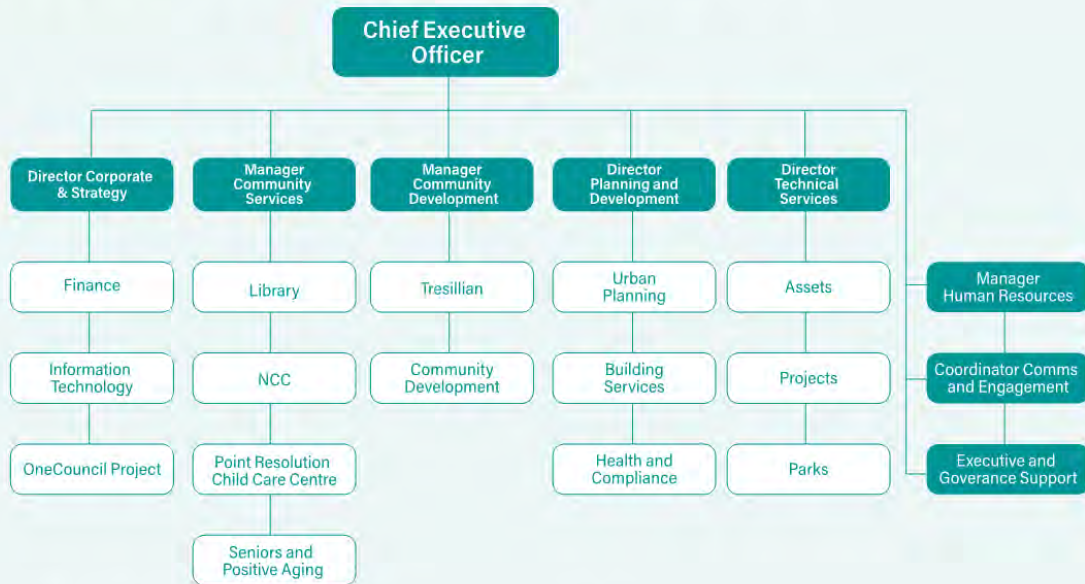 Chief Executive
Officer
Director Corporate
& Strategy
Manager
Community
Services
Manager
Community
Development
Director
Planning and
Development
Director
Technical
Services
Finance
Library
Tresillian
Urban
Planning
Assets
Manager
Human Resources
Information
Technology
NCC
Community
Development
Building
Services
Projects
Coordinator Comms
and Engagement
OneCouncil Project
Point Resolution
Child Care Centre
Health and
Compliance
Parks
Executive and
Goverance Support
Seniors and
Positive Aging